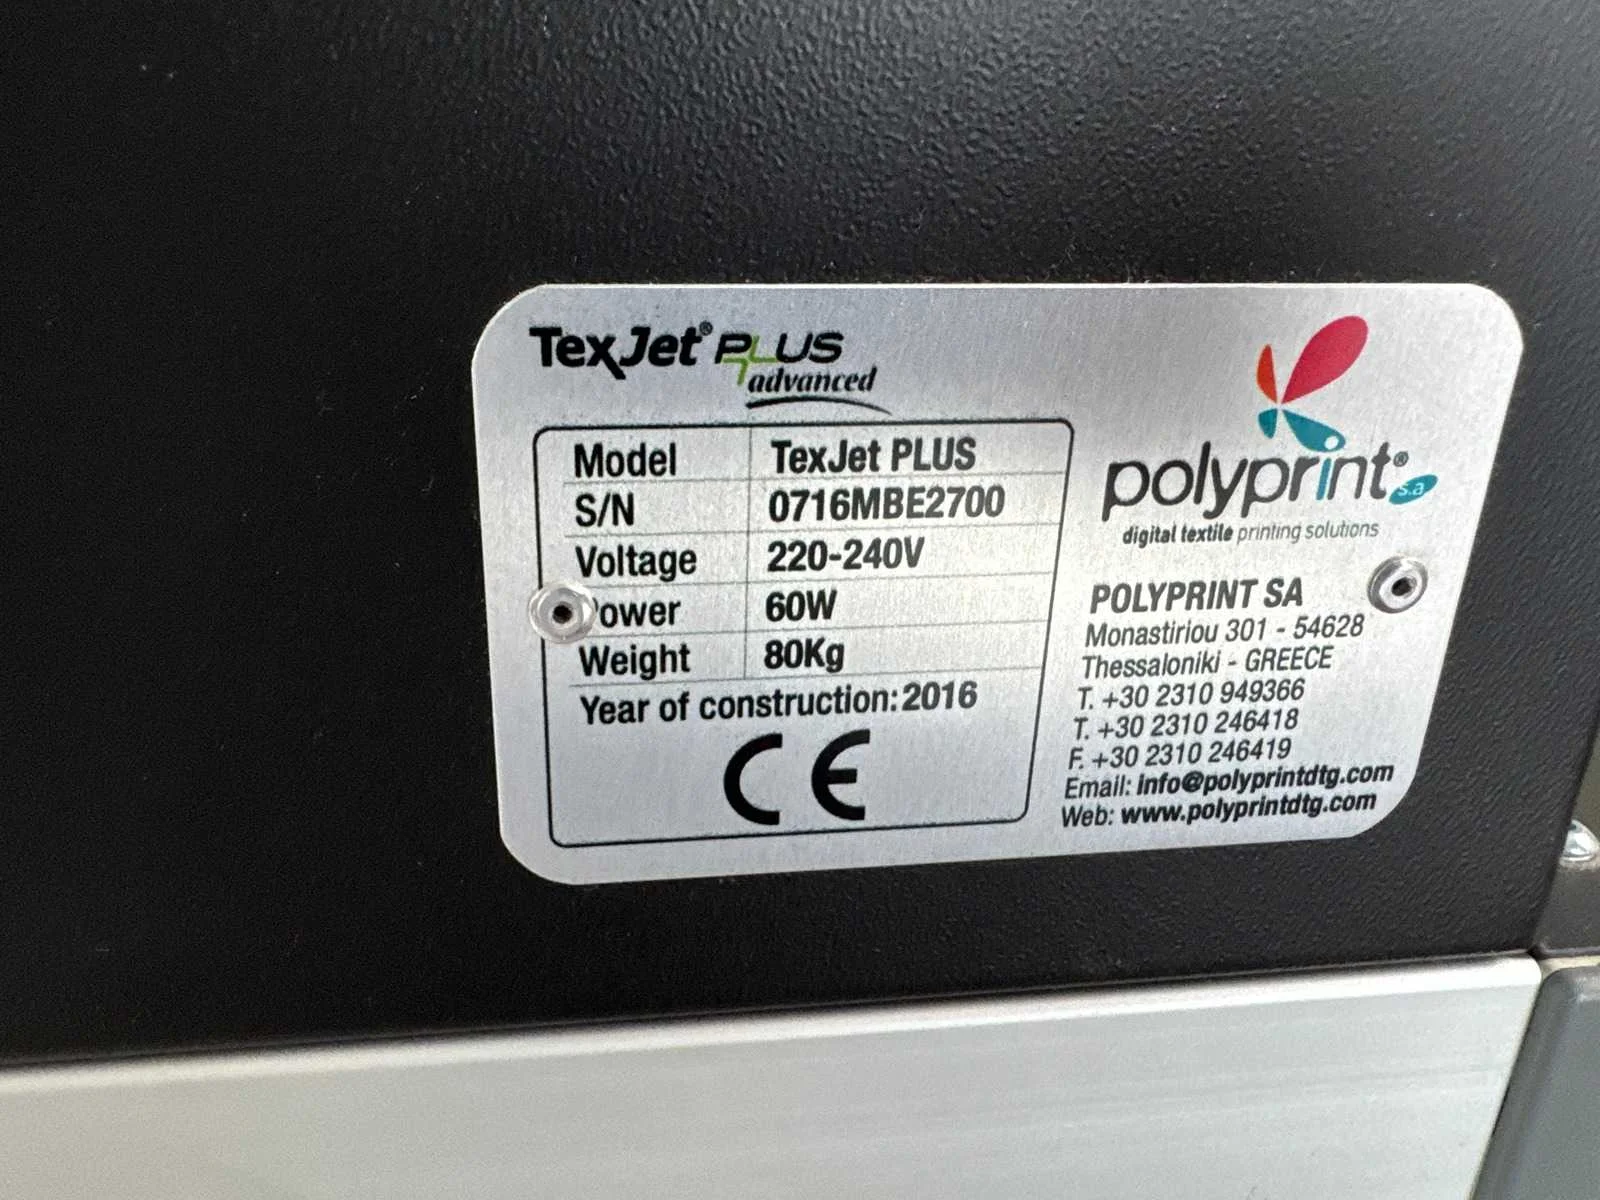 TexJet® PLUS
advanced
Model TexJet PLUS
S/N 0716MBE2700
Voltage 220-240V
Power 60W
Weight 80Kg
Year of construction: 2016
CE
polyprint® s.a
digital textile printing solutions
POLYPRINT SA
Monastiriou 301 - 54628
Thessaloniki - GREECE
T. +30 2310 949366
T. +30 2310 246418
F. +30 2310 246419
Email: info@polyprintdtg.com
Web: www.polyprintdtg.com